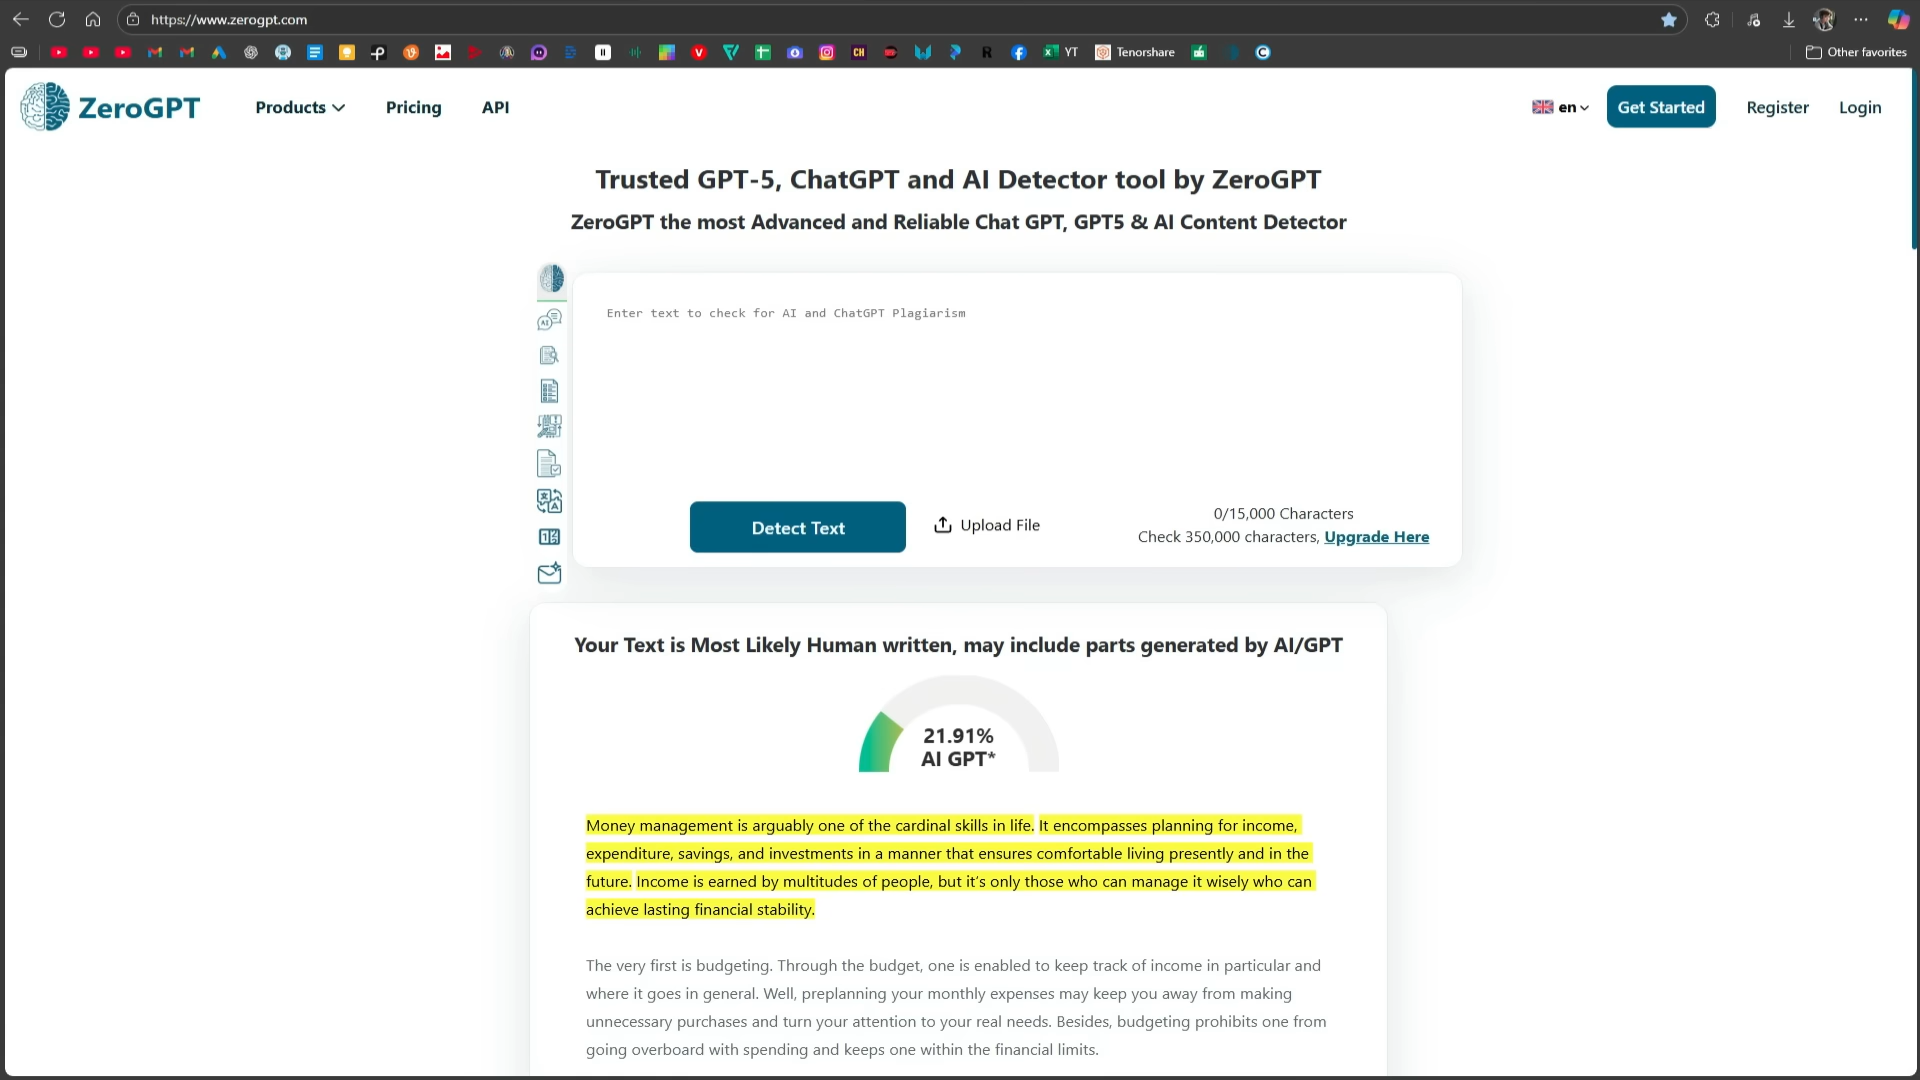 https://www.zerogpt.com
YT
Tenorshare
Other favorites
ZeroGPT
Products
Pricing
API
en
Get Started
Register
Login
Trusted GPT-5, ChatGPT and AI Detector tool by ZeroGPT
ZeroGPT the most Advanced and Reliable Chat GPT, GPT5 & AI Content Detector
Enter text to check for AI and ChatGPT Plagiarism
Detect Text
Upload File
0/15,000 Characters
Check 350,000 characters, Upgrade Here
Your Text is Most Likely Human written, may include parts generated by AI/GPT
21.91%
AI GPT*
Money management is arguably one of the cardinal skills in life. It encompasses planning for income,
expenditure, savings, and investments in a manner that ensures comfortable living presently and in the
future. Income is earned by multitudes of people, but it's only those who can manage it wisely who can
achieve lasting financial stability.
The very first is budgeting. Through the budget, one is enabled to keep track of income in particular and
where it goes in general. Well, preplanning your monthly expenses may keep you away from making
unnecessary purchases and turn your attention to your real needs. Besides, budgeting prohibits one from
going overboard with spending and keeps one within the financial limits.